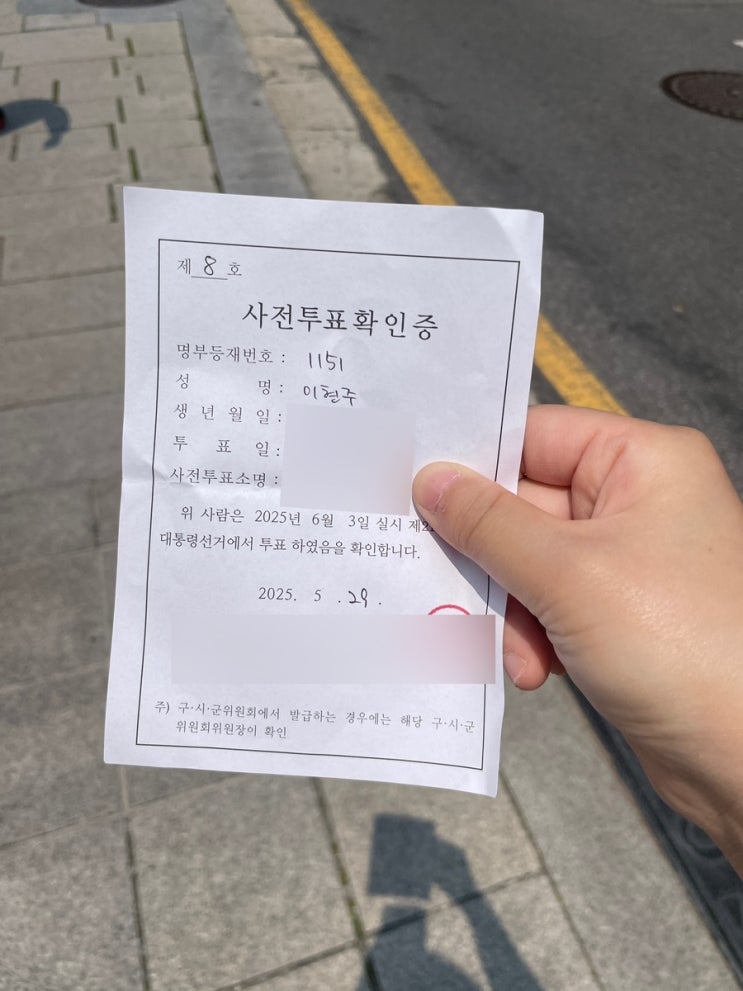 제 8 호
사전투표확인증
명부등재번호 : 1151
성 명 : 이현주
생 년 월 일 :
투 표 일 :
사전투표소명 :
위 사람은 2025년 6월 3일 실시
대통령선거에서 투표 하였음을 확인합니다.
2025. 5 . 29 .
주) 구·시·군위원회에서 발급하는 경우에는 해당 구·시·군
위원회위원장이 확인